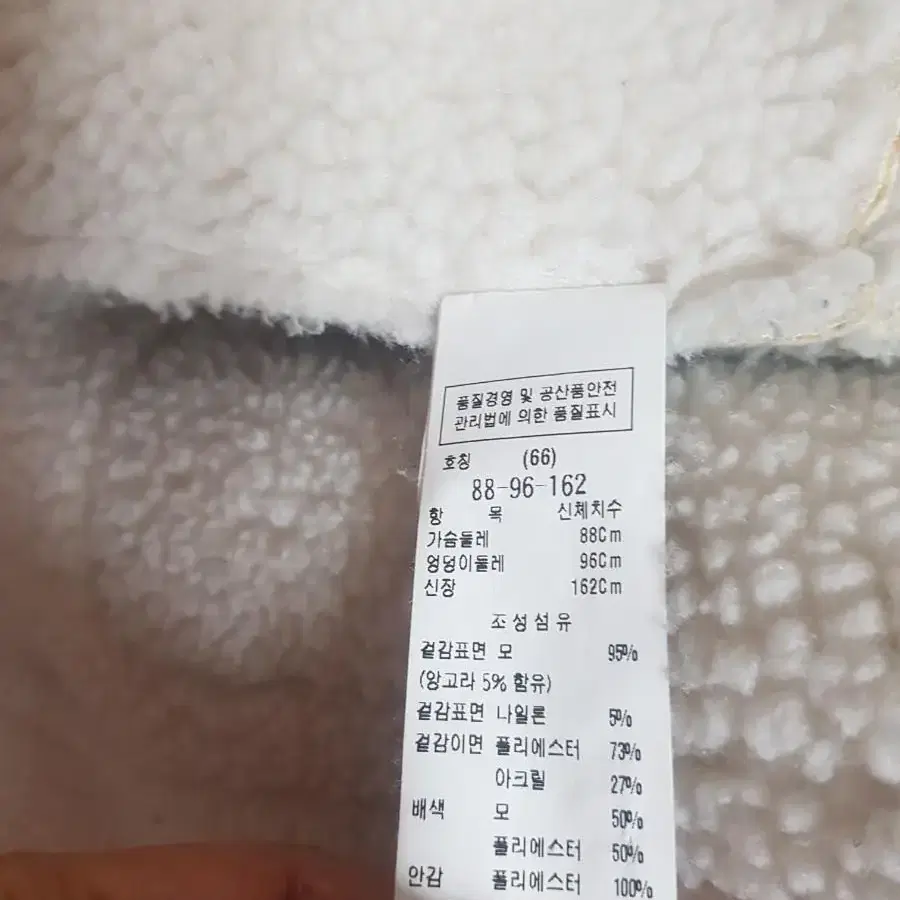 품질경영 및 공산품안전
관리법에 의한 품질표시
호칭 (66)
88-96-162
항 목 신체치수
가슴둘레 88Cm
엉덩이둘레 96Cm
신장 162Cm
조성섬유
겉감표면 모 95%
(앙고라 5% 함유)
겉감표면 나일론 5%
겉감이면 폴리에스터 73%
아크릴 27%
배색 모 50%
폴리에스터 50%
안감 폴리에스터 100%